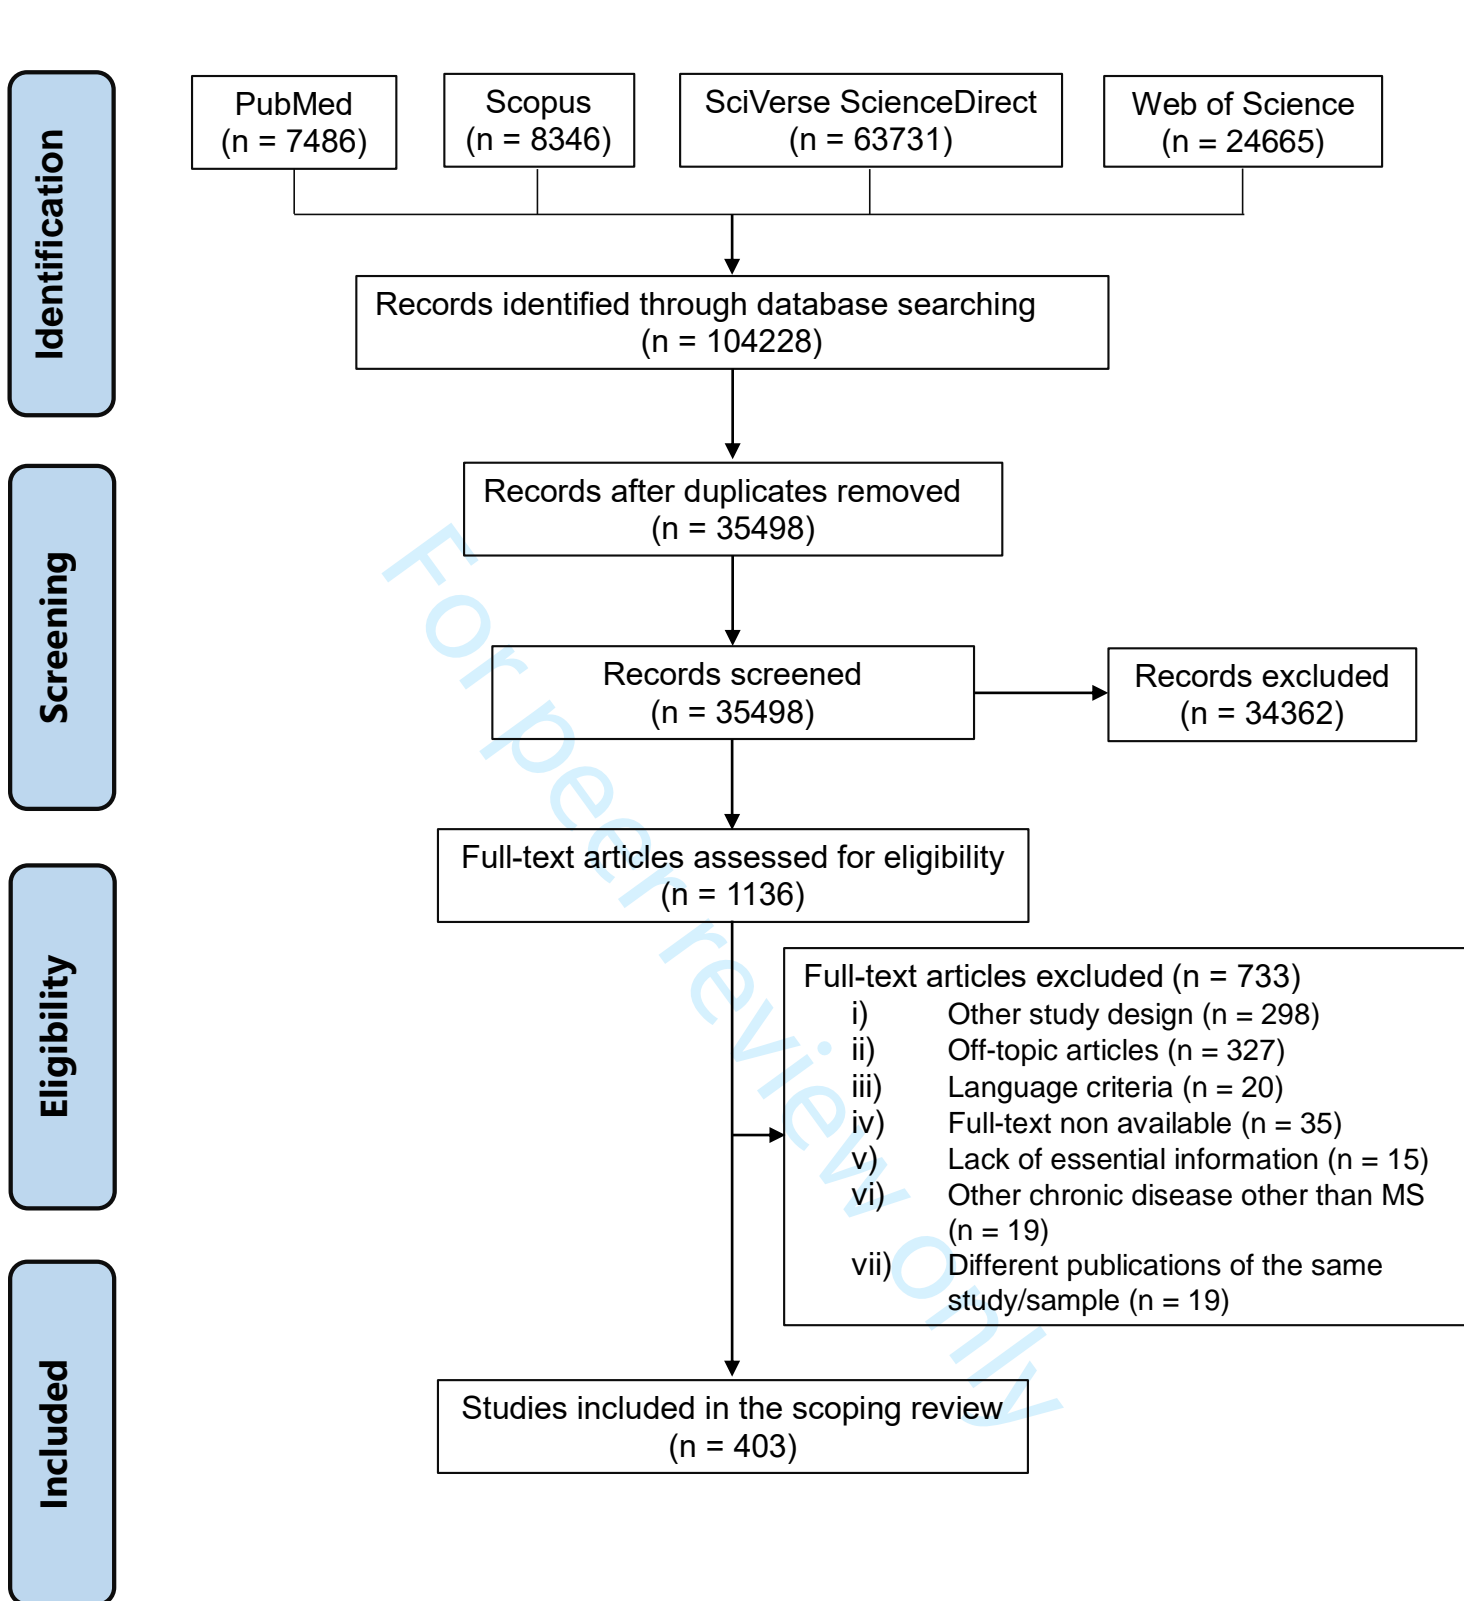 Identification
PubMed
(n = 7486)
Scopus
(n = 8346)
SciVerse ScienceDirect
(n = 63731)
Web of Science
(n = 24665)
Records identified through database searching
(n = 104228)
Screening
Records after duplicates removed
(n = 35498)
Records screened
(n = 35498)
Records excluded
(n = 34362)
Eligibility
Full-text articles assessed for eligibility
(n = 1136)
Full-text articles excluded (n = 733)
i) Other study design (n = 298)
ii) Off-topic articles (n = 327)
iii) Language criteria (n = 20)
iv) Full-text non available (n = 35)
v) Lack of essential information (n = 15)
vi) Other chronic disease other than MS
(n = 19)
vii) Different publications of the same
study/sample (n = 19)
Included
Studies included in the scoping review
(n = 403)
For peer review only